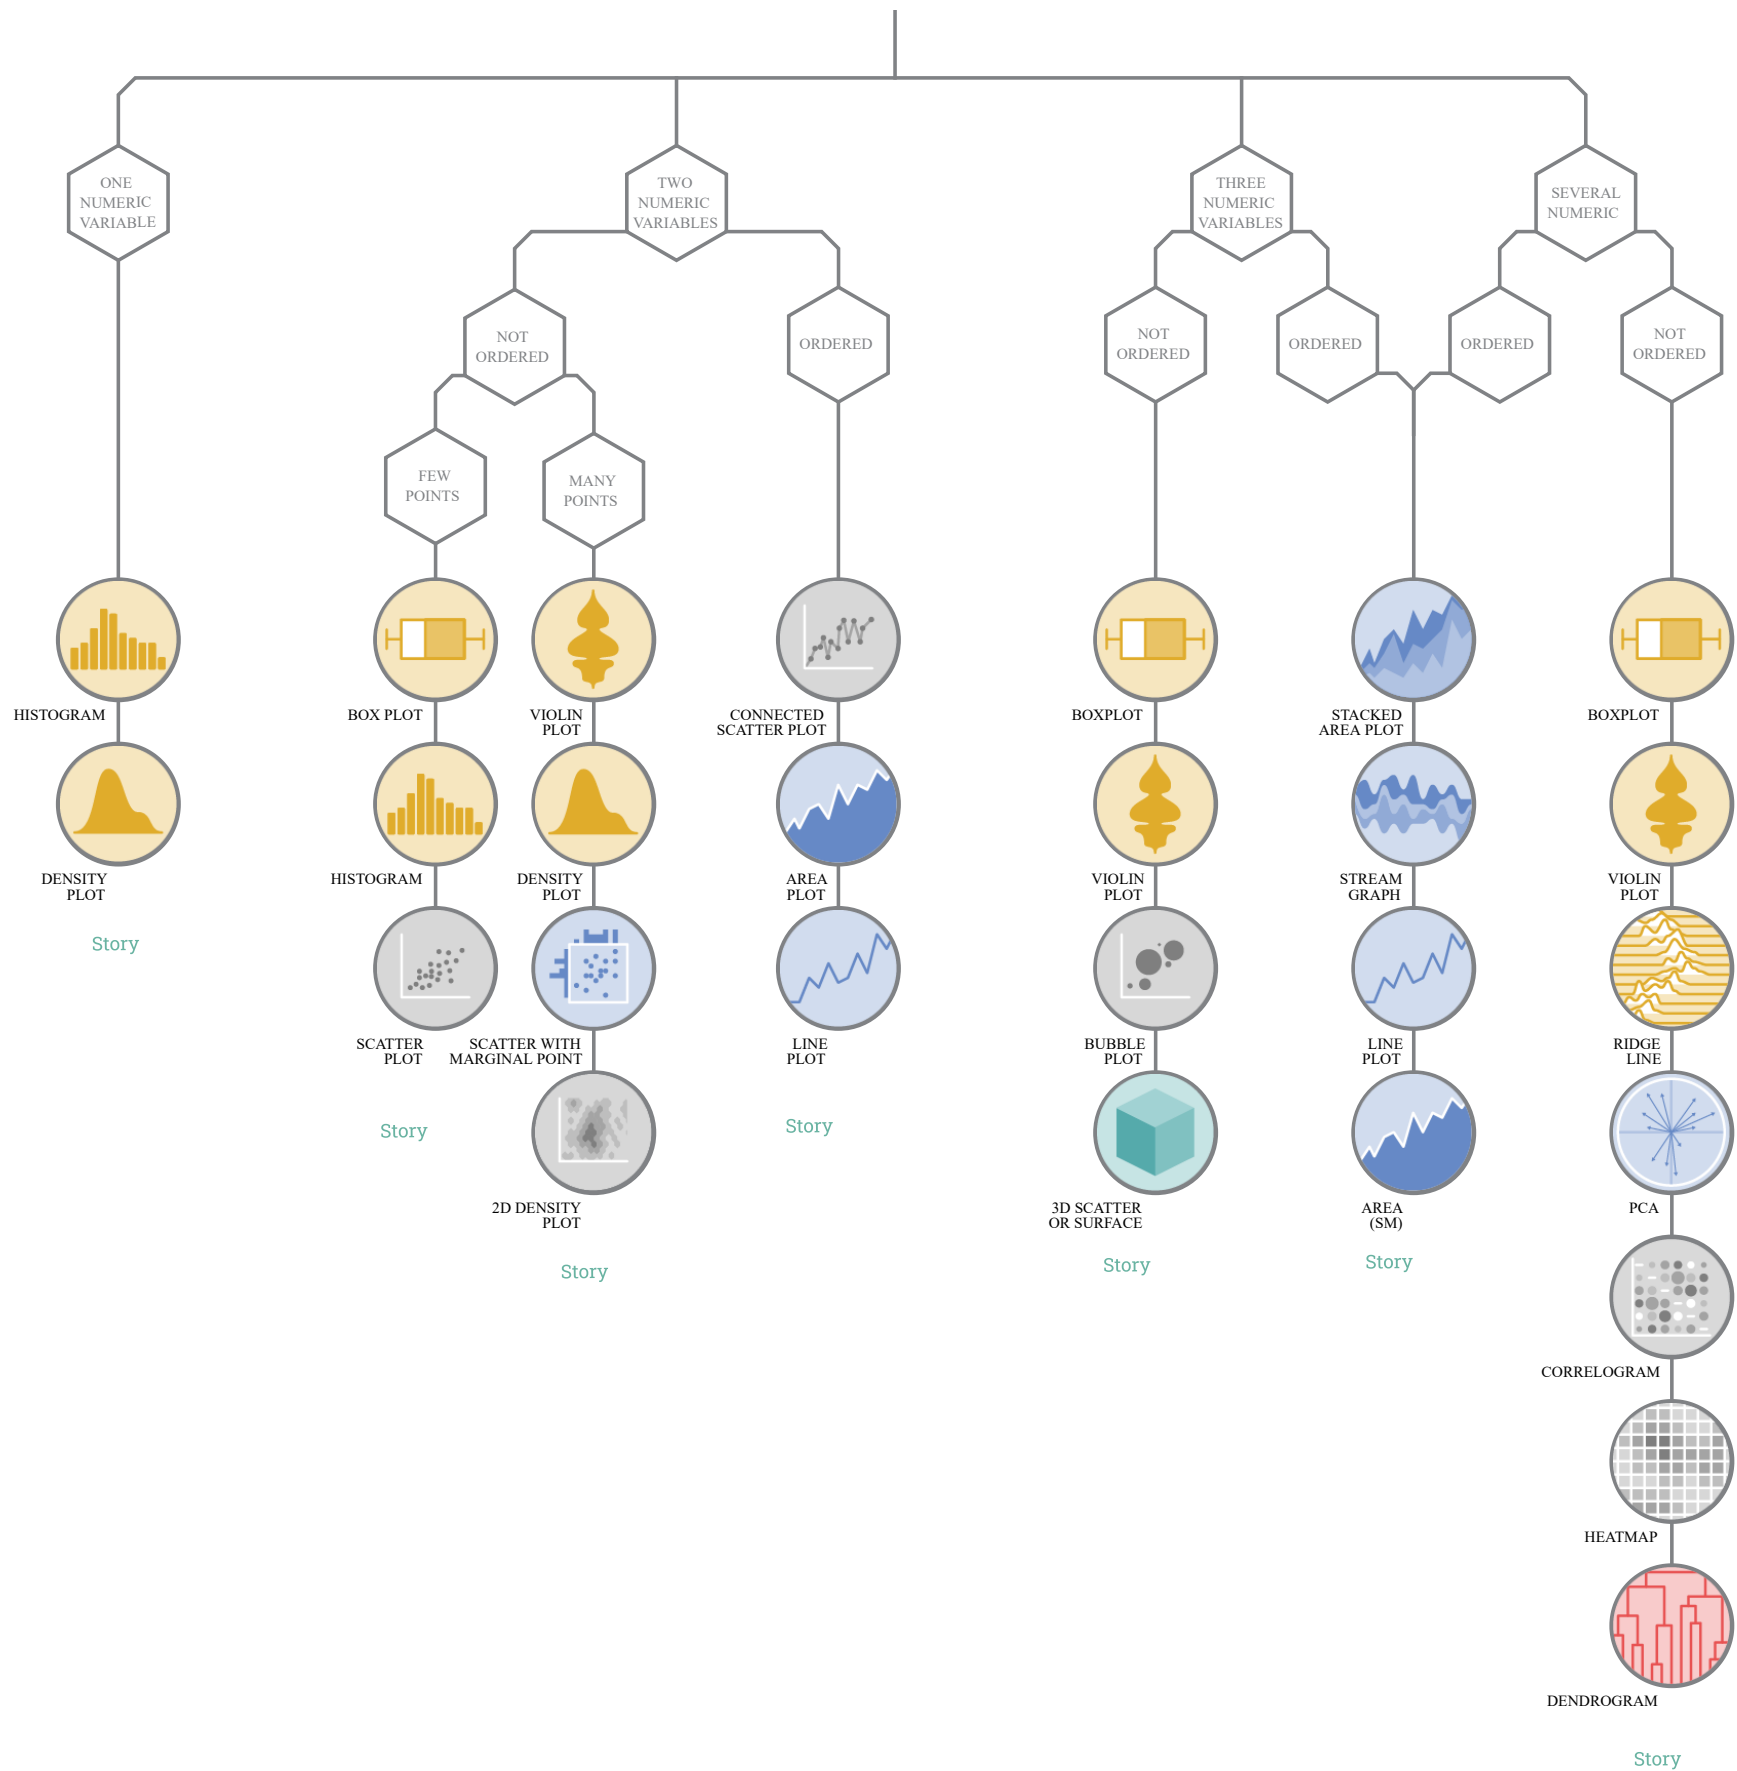 ONE
NUMERIC
VARIABLE
TWO
NUMERIC
VARIABLES
THREE
NUMERIC
VARIABLES
SEVERAL
NUMERIC
NOT
ORDERED
ORDERED
NOT
ORDERED
ORDERED
ORDERED
NOT
ORDERED
FEW
POINTS
MANY
POINTS
HISTOGRAM
DENSITY
PLOT
Story
BOX PLOT
HISTOGRAM
SCATTER
PLOT
Story
VIOLIN
PLOT
DENSITY
PLOT
SCATTER WITH
MARGINAL POINT
2D DENSITY
PLOT
Story
CONNECTED
SCATTER PLOT
AREA
PLOT
LINE
PLOT
Story
BOXPLOT
VIOLIN
PLOT
BUBBLE
PLOT
3D SCATTER
OR SURFACE
Story
STACKED
AREA PLOT
STREAM
GRAPH
LINE
PLOT
AREA
(SM)
Story
BOXPLOT
VIOLIN
PLOT
RIDGE
LINE
PCA
CORRELOGRAM
HEATMAP
DENDROGRAM
Story